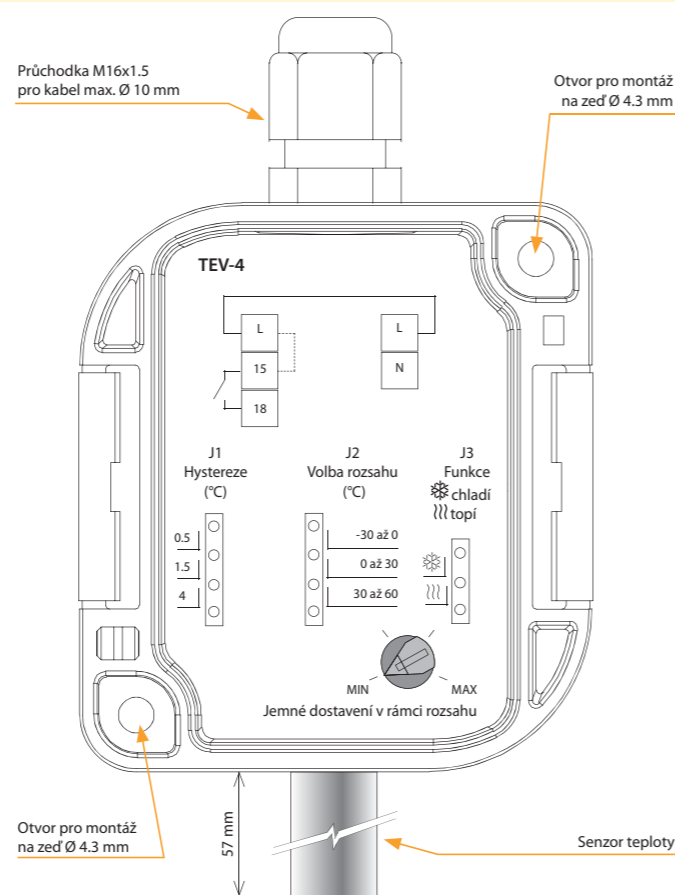 Průchodka M16x1.5
pro kabel max. Ø 10 mm
Otvor pro montáž
na zeď Ø 4.3 mm
TEV-4
L
15
18
L
N
J1
Hystereze
(°C)
0.5
1.5
4
J2
Volba rozsahu
(°C)
-30 až 0
0 až 30
30 až 60
J3
Funkce
chladí
topí
MIN
MAX
Jemné dostavení v rámci rozsahu
Otvor pro montáž
na zeď Ø 4.3 mm
57 mm
Senzor teploty